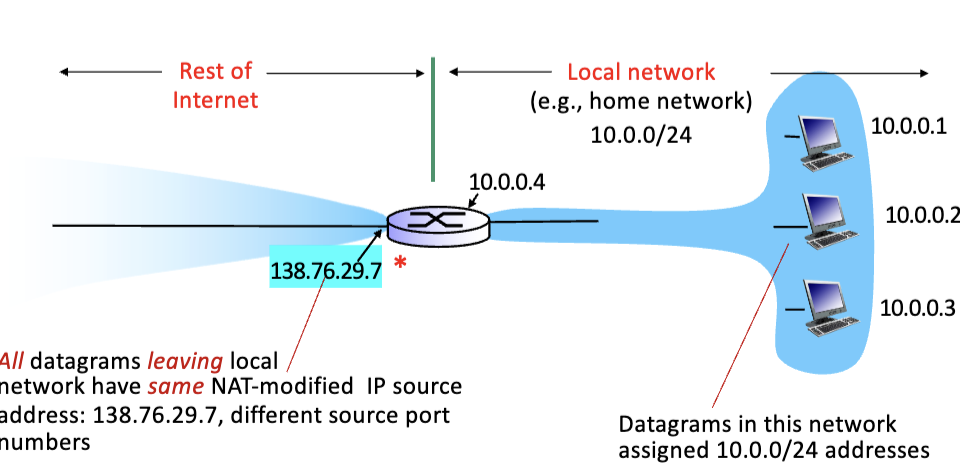 Rest of
Internet
Local network
(e.g., home network)
10.0.0/24
10.0.0.1
10.0.0.4
10.0.0.2
138.76.29.7 *
10.0.0.3
All datagrams leaving local
network have same NAT-modified IP source
address: 138.76.29.7, different source port
numbers
Datagrams in this network
assigned 10.0.0/24 addresses